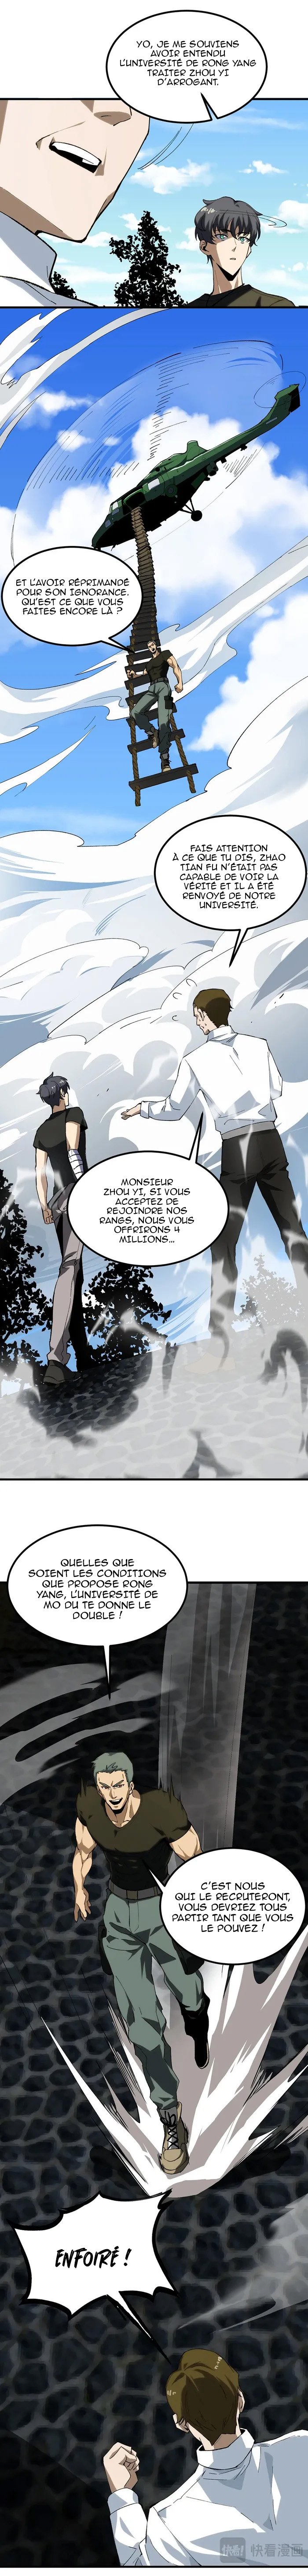 YO, JE ME SOUVIENS
AVOIR ENTENDU
L'UNIVERSITÉ DE RONG YANG
TRAITER ZHOU YI
D'ARROGANT.
ET L'AVOIR RÉPRIMANDÉ
POUR SON IGNORANCE.
QU'EST CE QUE VOUS
FAITES ENCORE LÀ ?
FAIS ATTENTION
À CE QUE TU DIS, ZHAO
TIAN FU N'ÉTAIT PAS
CAPABLE DE VOIR LA
VÉRITÉ ET IL A ÉTÉ
RENVOYÉ DE NOTRE
UNIVERSITÉ.
MONSIEUR
ZHOU YI, SI VOUS
ACCEPTEZ DE
REJOINDRE NOS
RANGS, NOUS VOUS
OFFRIRONS 4
MILLIONS...
QUELLES QUE
SOIENT LES CONDITIONS
QUE PROPOSE RONG
YANG, L'UNIVERSITÉ DE
MO DU TE DONNE LE
DOUBLE !
C'EST NOUS
QUI LE RECRUTERONT,
VOUS DEVRIEZ TOUS
PARTIR TANT QUE VOUS
LE POUVEZ !
ENFOIRÉ !
快看漫画